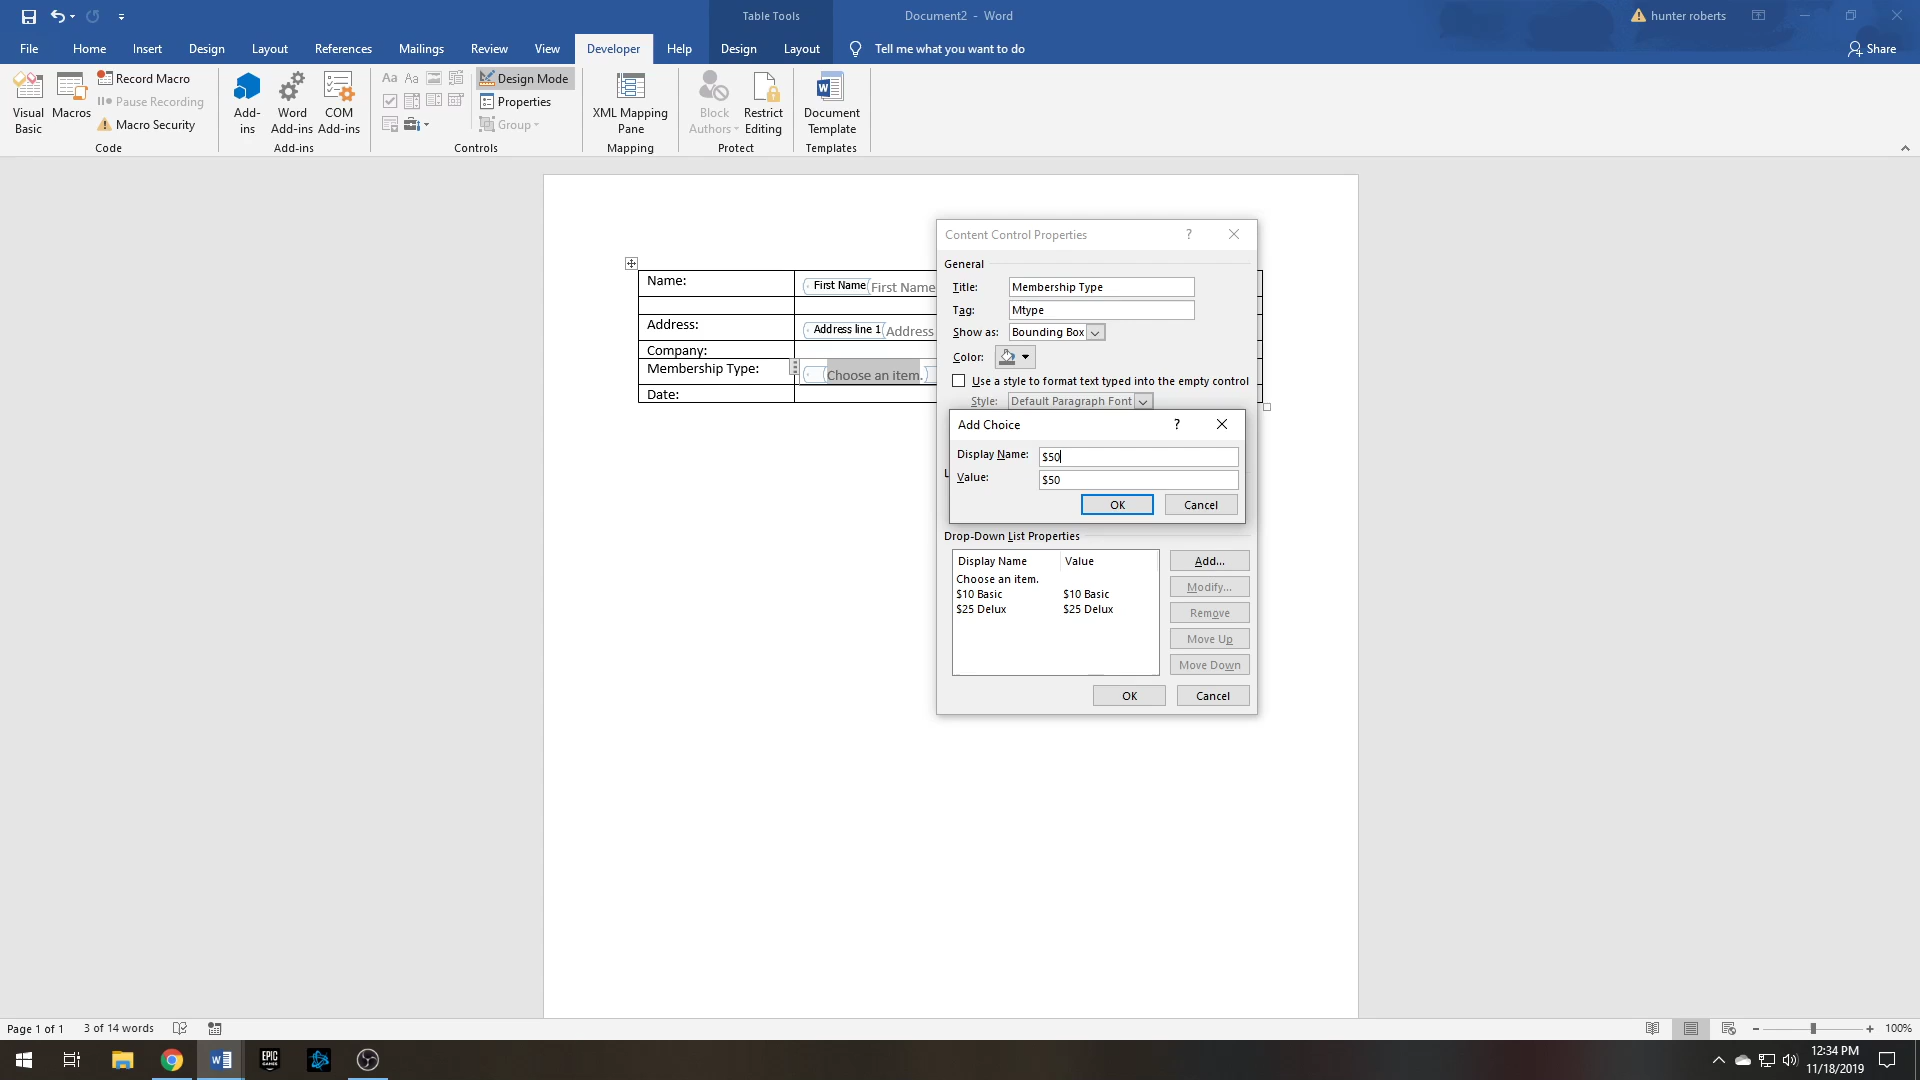 Table Tools
Document2 - Word
hunter roberts
File
Home
Insert
Design
Layout
References
Mailings
Review
View
Developer
Help
Design
Layout
Tell me what you want to do
Share
Visual
Basic
Macros
Record Macro
Pause Recording
Macro Security
Code
Add-
ins
Word
Add-ins
COM
Add-ins
Add-ins
Aa Aa
Design Mode
Properties
Group
Controls
XML Mapping
Pane
Mapping
Block
Authors
Restrict
Editing
Protect
Document
Template
Templates
Name:
First Name First Name
Address:
Address line 1 Address
Company:
Membership Type:
Choose an item.
Date:
Content Control Properties
?
General
Title: Membership Type
Tag: Mtype
Show as: Bounding Box
Color:
Use a style to format text typed into the empty control
Style: Default Paragraph Font
Add Choice
?
Display Name: $50
Value: $50
OK Cancel
Drop-Down List Properties
Display Name Value
Choose an item.
$10 Basic $10 Basic
$25 Delux $25 Delux
Add...
Modify...
Remove
Move Up
Move Down
OK Cancel
Page 1 of 1
3 of 14 words
100%
EPIC
GAMES
12:34 PM
11/18/2019